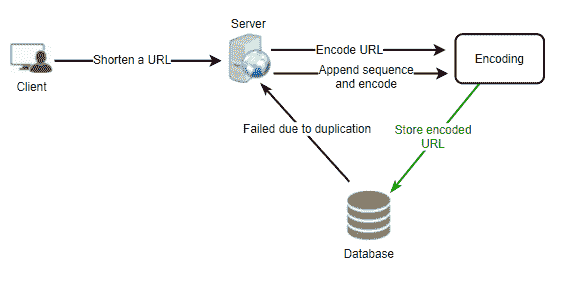 Server
Shorten a URL
Client
Encode URL
Append sequence
and encode
Encoding
Failed due to duplication
Store encoded
URL
Database